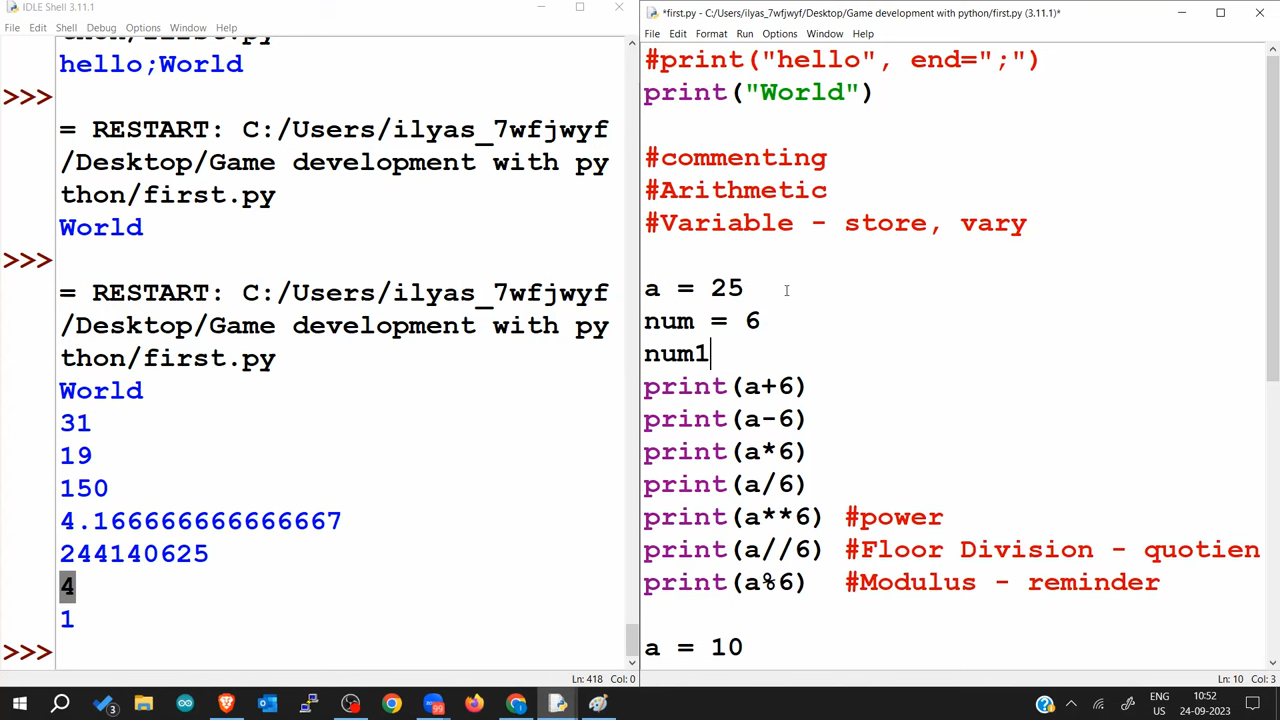 IDLE Shell 3.11.1
File Edit Shell Debug Options Window Help
hello;World
>>>
= RESTART: C:/Users/ilyas_7wfjwyf
/Desktop/Game development with py
thon/first.py
World
>>>
= RESTART: C:/Users/ilyas_7wfjwyf
/Desktop/Game development with py
thon/first.py
World
31
19
150
4.166666666666667
244140625
4
1
>>>
Ln: 418 Col: 0
*first.py - C:/Users/ilyas_7wfjwyf/Desktop/Game development with python/first.py (3.11.1)*
File Edit Format Run Options Window Help
#print("hello", end=";")
print("World")
#commenting
#Arithmetic
#Variable - store, vary
a = 25
num = 6
num1
print(a+6)
print(a-6)
print(a*6)
print(a/6)
print(a**6) #power
print(a//6) #Floor Division - quotien
print(a%6) #Modulus - reminder
a = 10
Ln: 10 Col: 3
3
99
ENG
US
10:52
24-09-2023